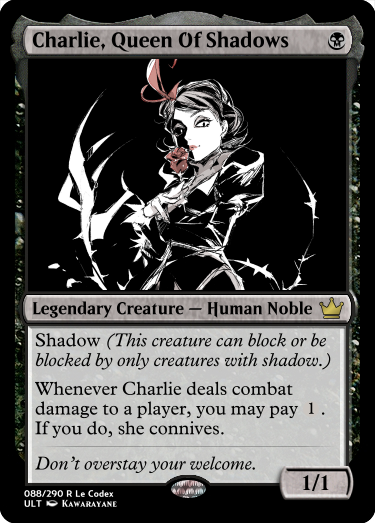 Charlie, Queen Of Shadows
Legendary Creature — Human Noble
Shadow (This creature can block or be
blocked by only creatures with shadow.)
Whenever Charlie deals combat
damage to a player, you may pay 1 .
If you do, she connives.
Don't overstay your welcome.
1/1
088/290 R Le Codex
ULT KAWARAYANE